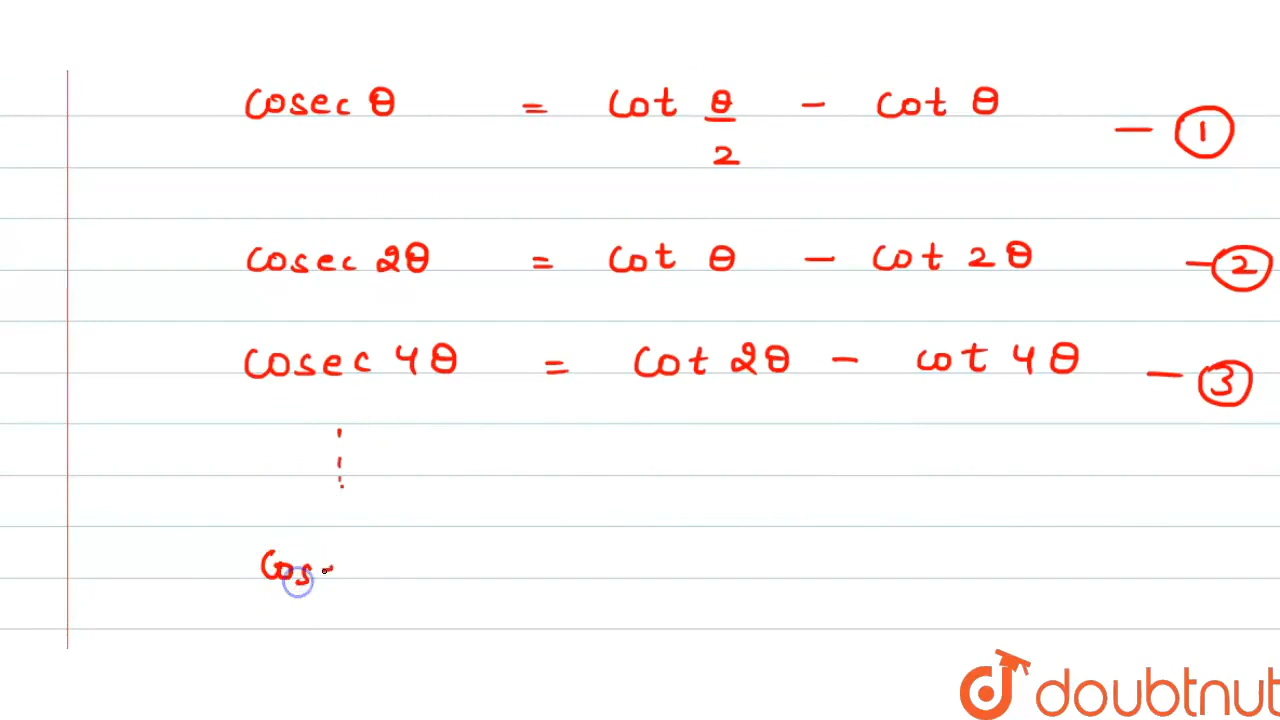 cosec θ = cot θ/2 - cot θ - ①
cosec 2θ = cot θ - cot 2θ - ②
cosec 4θ = cot 2θ - cot 4θ - ③
⋮
cos
doubtnut